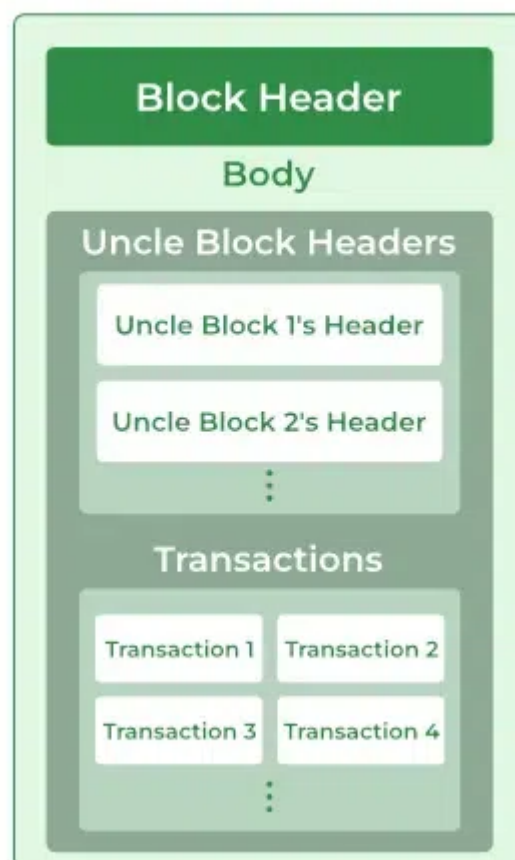 Block Header
Body
Uncle Block Headers
Uncle Block 1's Header
Uncle Block 2's Header
Transactions
Transaction 1 Transaction 2
Transaction 3 Transaction 4